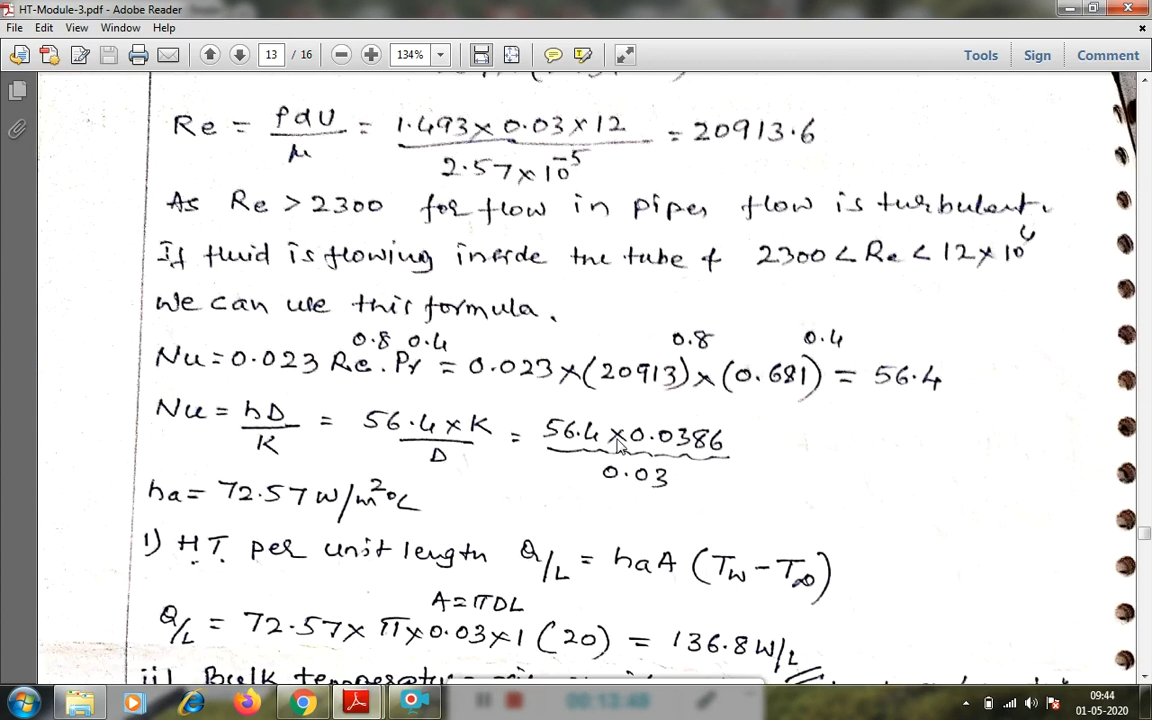 HT-Module-3.pdf - Adobe Reader
File Edit View Window Help
13 / 16 134% Tools Sign Comment
Re = ρdU/μ = 1.493 x 0.03 x 12 / 2.57 x 10^-5 = 20913.6
As Re > 2300 for flow in pipes flow is turbulent.
If fluid is flowing inside the tube & 2300 < Re < 12 x 10^6
We can use this formula.
Nu = 0.023 Re^0.8 . Pr^0.4 = 0.023 x (20913)^0.8 x (0.681)^0.4 = 56.4
Nu = hD/K = 56.4 x K / D = 56.4 x 0.0386 / 0.03
ha = 72.57 W/m²°C
i) HT per unit length Q/L = haA (Tw - T∞)
A = πDL
Q/L = 72.57 x π x 0.03 x 1 (20) = 136.8 W/L
ii) Bulk
00:12:48
09:44
01-05-2020